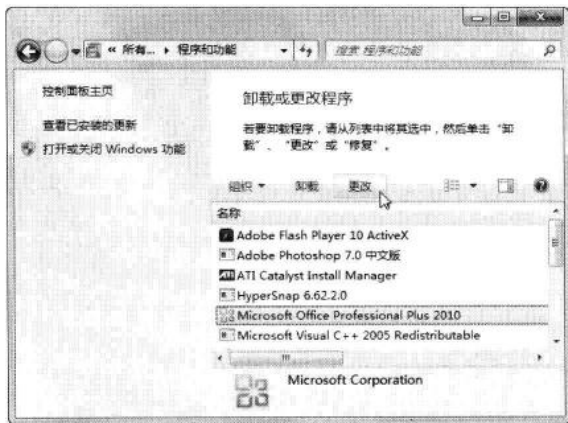 « 所有... ▸ 程序和功能
搜索 程序和功能
控制面板主页
查看已安装的更新
打开或关闭 Windows 功能
卸载或更改程序
若要卸载程序，请从列表中将其选中，然后单击“卸
载”、“更改”或“修复”。
组织 卸载 更改
名称
Adobe Flash Player 10 ActiveX
Adobe Photoshop 7.0 中文版
ATI Catalyst Install Manager
HyperSnap 6.62.2.0
Microsoft Office Professional Plus 2010
Microsoft Visual C++ 2005 Redistributable
Microsoft Corporation